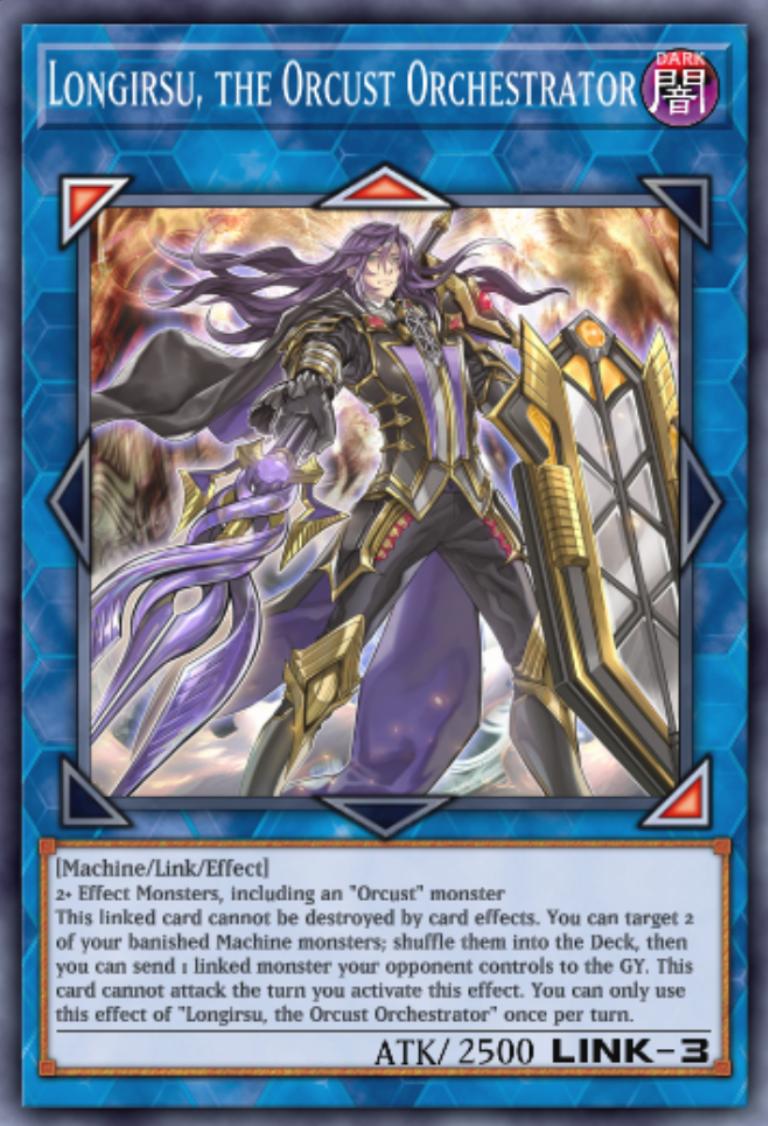 Longirsu, the Orcust Orchestrator
DARK
闇
[Machine/Link/Effect]
2+ Effect Monsters, including an "Orcust" monster
This linked card cannot be destroyed by card effects. You can target 2
of your banished Machine monsters; shuffle them into the Deck, then
you can send 1 linked monster your opponent controls to the GY. This
card cannot attack the turn you activate this effect. You can only use
this effect of "Longirsu, the Orcust Orchestrator" once per turn.
ATK/ 2500 LINK-3